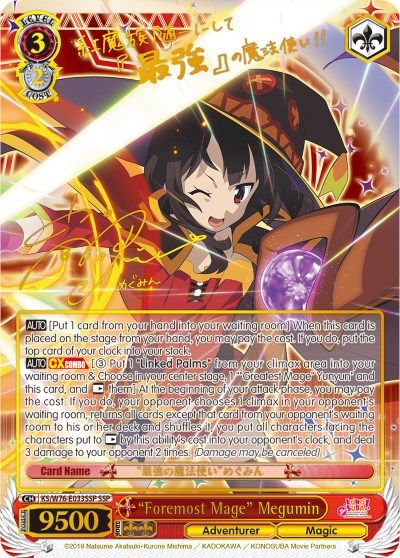 LEVEL
3
2
COST
紅魔族随一にして
『最強』の魔法使い!!
めぐみん
AUTO [Put 1 card from your hand into your waiting room] When this card is
placed on the stage from your hand, you may pay the cost. If you do, put the
top card of your clock into your stock.
AUTO CX COMBO [③ Put 1 "Linked Palms" from your climax area into your waiting
room & Choose in your center stage, 1 "“Greatest Mage” Yunyun" and
this card, and them] At the beginning of your attack phase, you may pay
the cost. If you do, your opponent chooses 1 climax in your opponent's
waiting room, returns all cards except that card from your opponent's waiting
room to his or her deck and shuffles it, you put all characters facing the
characters put to by this ability's cost into your opponent's clock, and deal
3 damage to your opponent 2 times. (Damage may be canceled)
Card Name
"最強の魔法使い"めぐみん
CH
KS/W76-E033SSP SSP
"Foremost Mage" Megumin
POWER
9500
SOUL
Adventurer
Magic
©2019 Natsume Akatsuki・Kurone Mishima / KADOKAWA / KONOSUBA Movie Partners